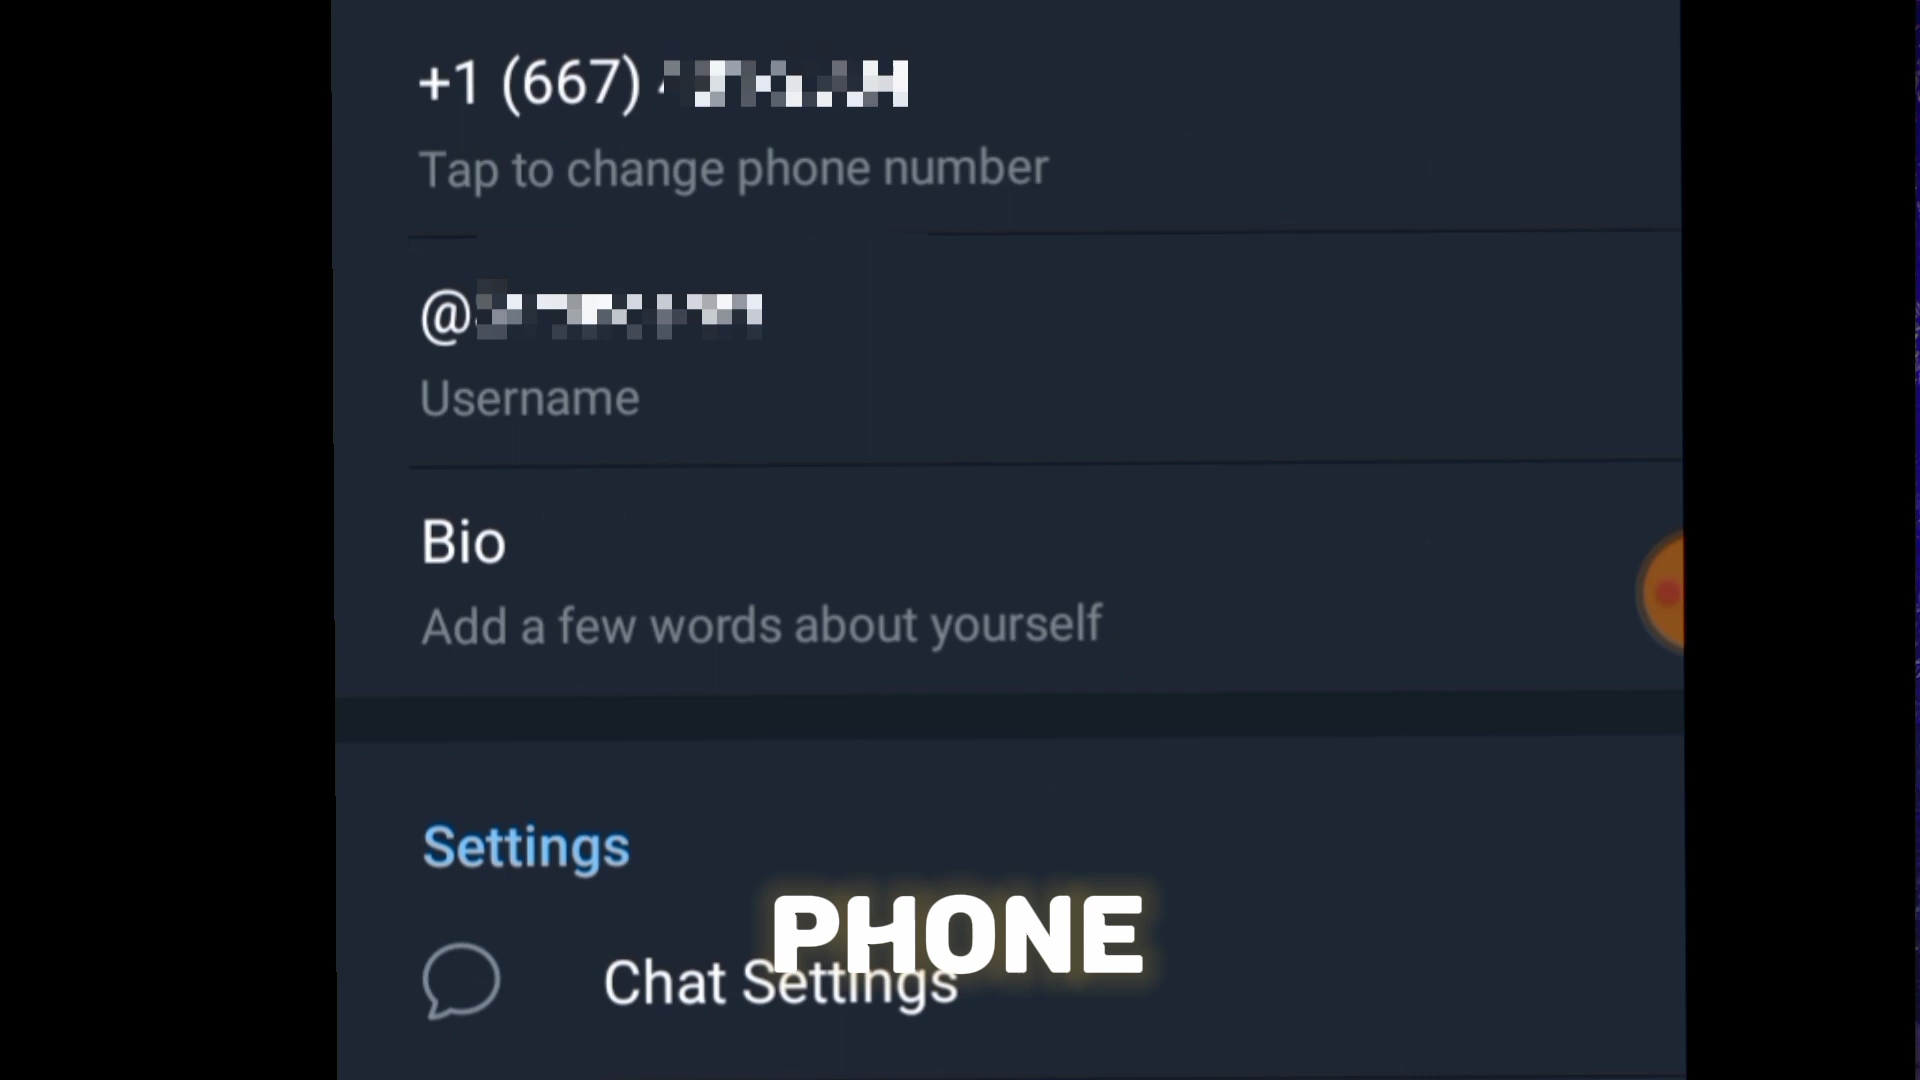 +1 (667)
Tap to change phone number
@
Username
Bio
Add a few words about yourself
Settings
PHONE
Chat Settings